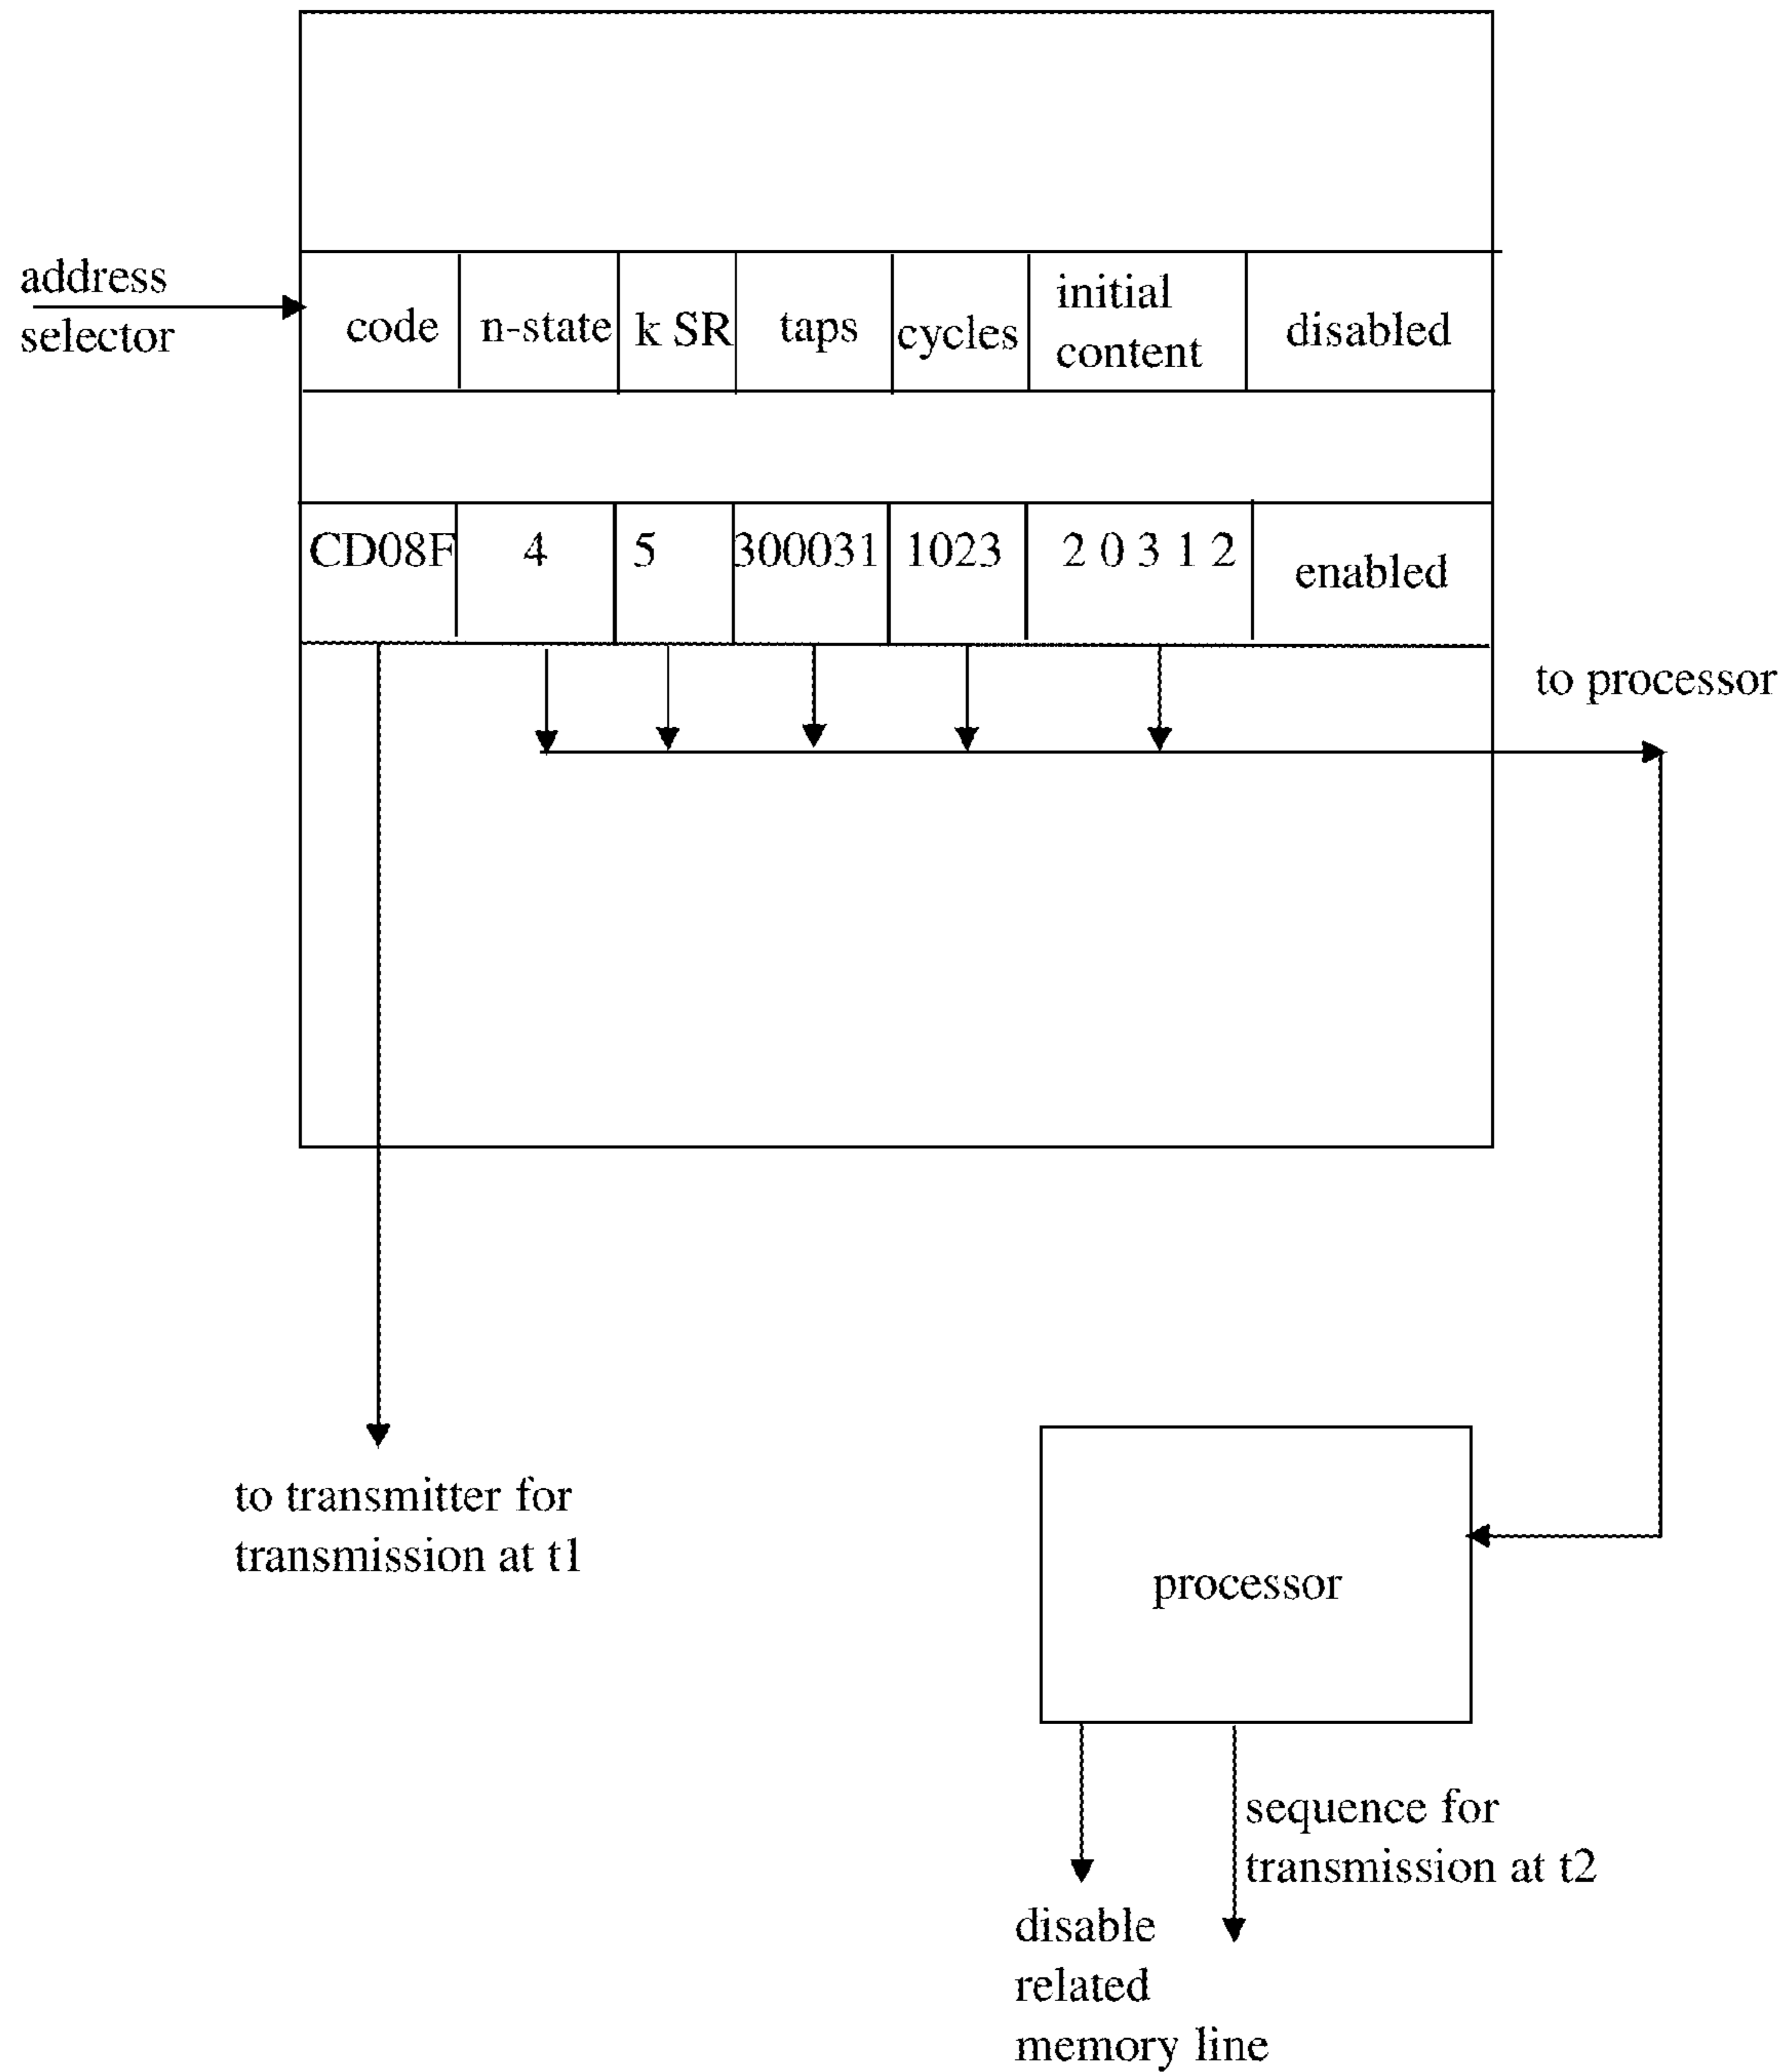 address
selector
code n-state k SR taps cycles initial content disabled
CD08F 4 5 300031 1023 2 0 3 1 2 enabled
to processor
to transmitter for
transmission at t1
processor
sequence for
transmission at t2
disable
related
memory line